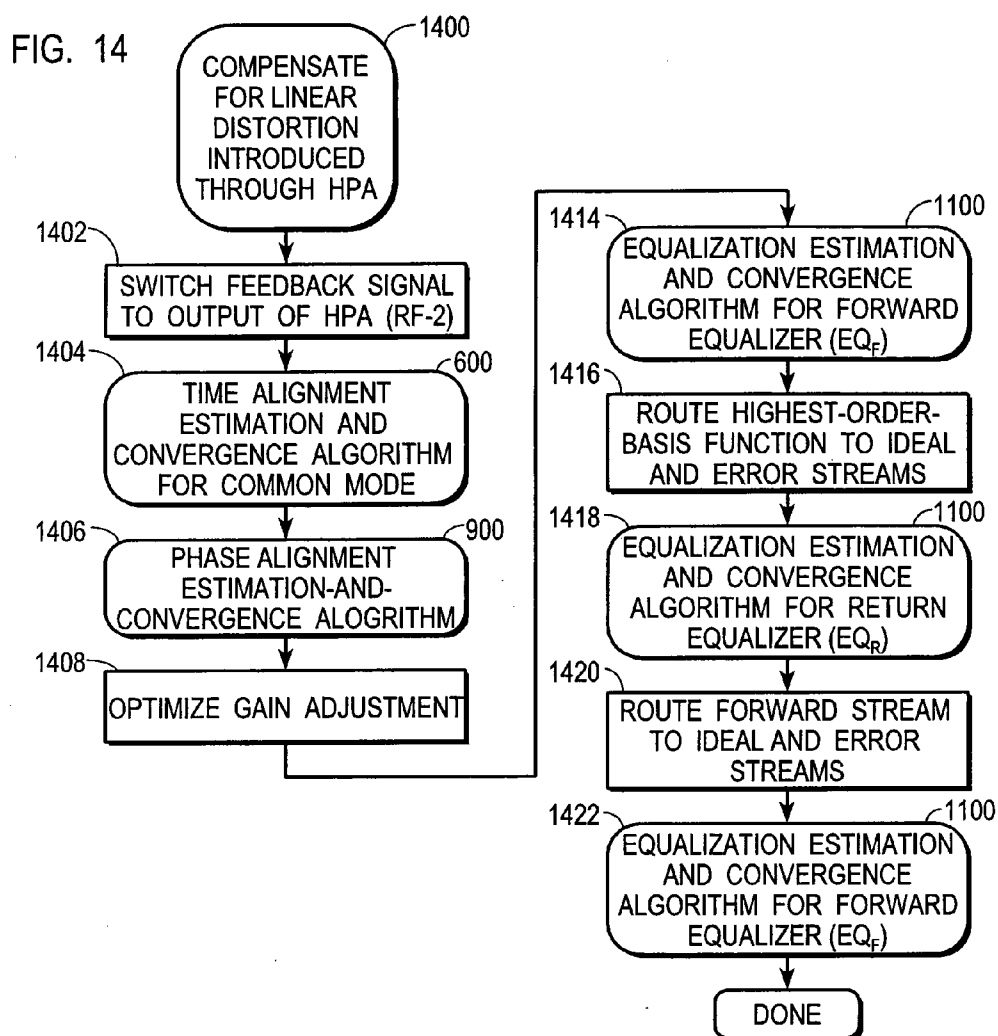 FIG. 14
1400
COMPENSATE
FOR LINEAR
DISTORTION
INTRODUCED
THROUGH HPA
1402
SWITCH FEEDBACK SIGNAL
TO OUTPUT OF HPA (RF-2)
1404
600
TIME ALIGNMENT
ESTIMATION AND
CONVERGENCE ALGORITHM
FOR COMMON MODE
1406
900
PHASE ALIGNMENT
ESTIMATION-AND-
CONVERGENCE ALOGRITHM
1408
OPTIMIZE GAIN ADJUSTMENT
1414
1100
EQUALIZATION ESTIMATION
AND CONVERGENCE
ALGORITHM FOR FORWARD
EQUALIZER (EQF)
1416
ROUTE HIGHEST-ORDER-
BASIS FUNCTION TO IDEAL
AND ERROR STREAMS
1418
1100
EQUALIZATION ESTIMATION
AND CONVERGENCE
ALGORITHM FOR RETURN
EQUALIZER (EQR)
1420
ROUTE FORWARD STREAM
TO IDEAL AND ERROR
STREAMS
1422
1100
EQUALIZATION ESTIMATION
AND CONVERGENCE
ALGORITHM FOR FORWARD
EQUALIZER (EQF)
DONE